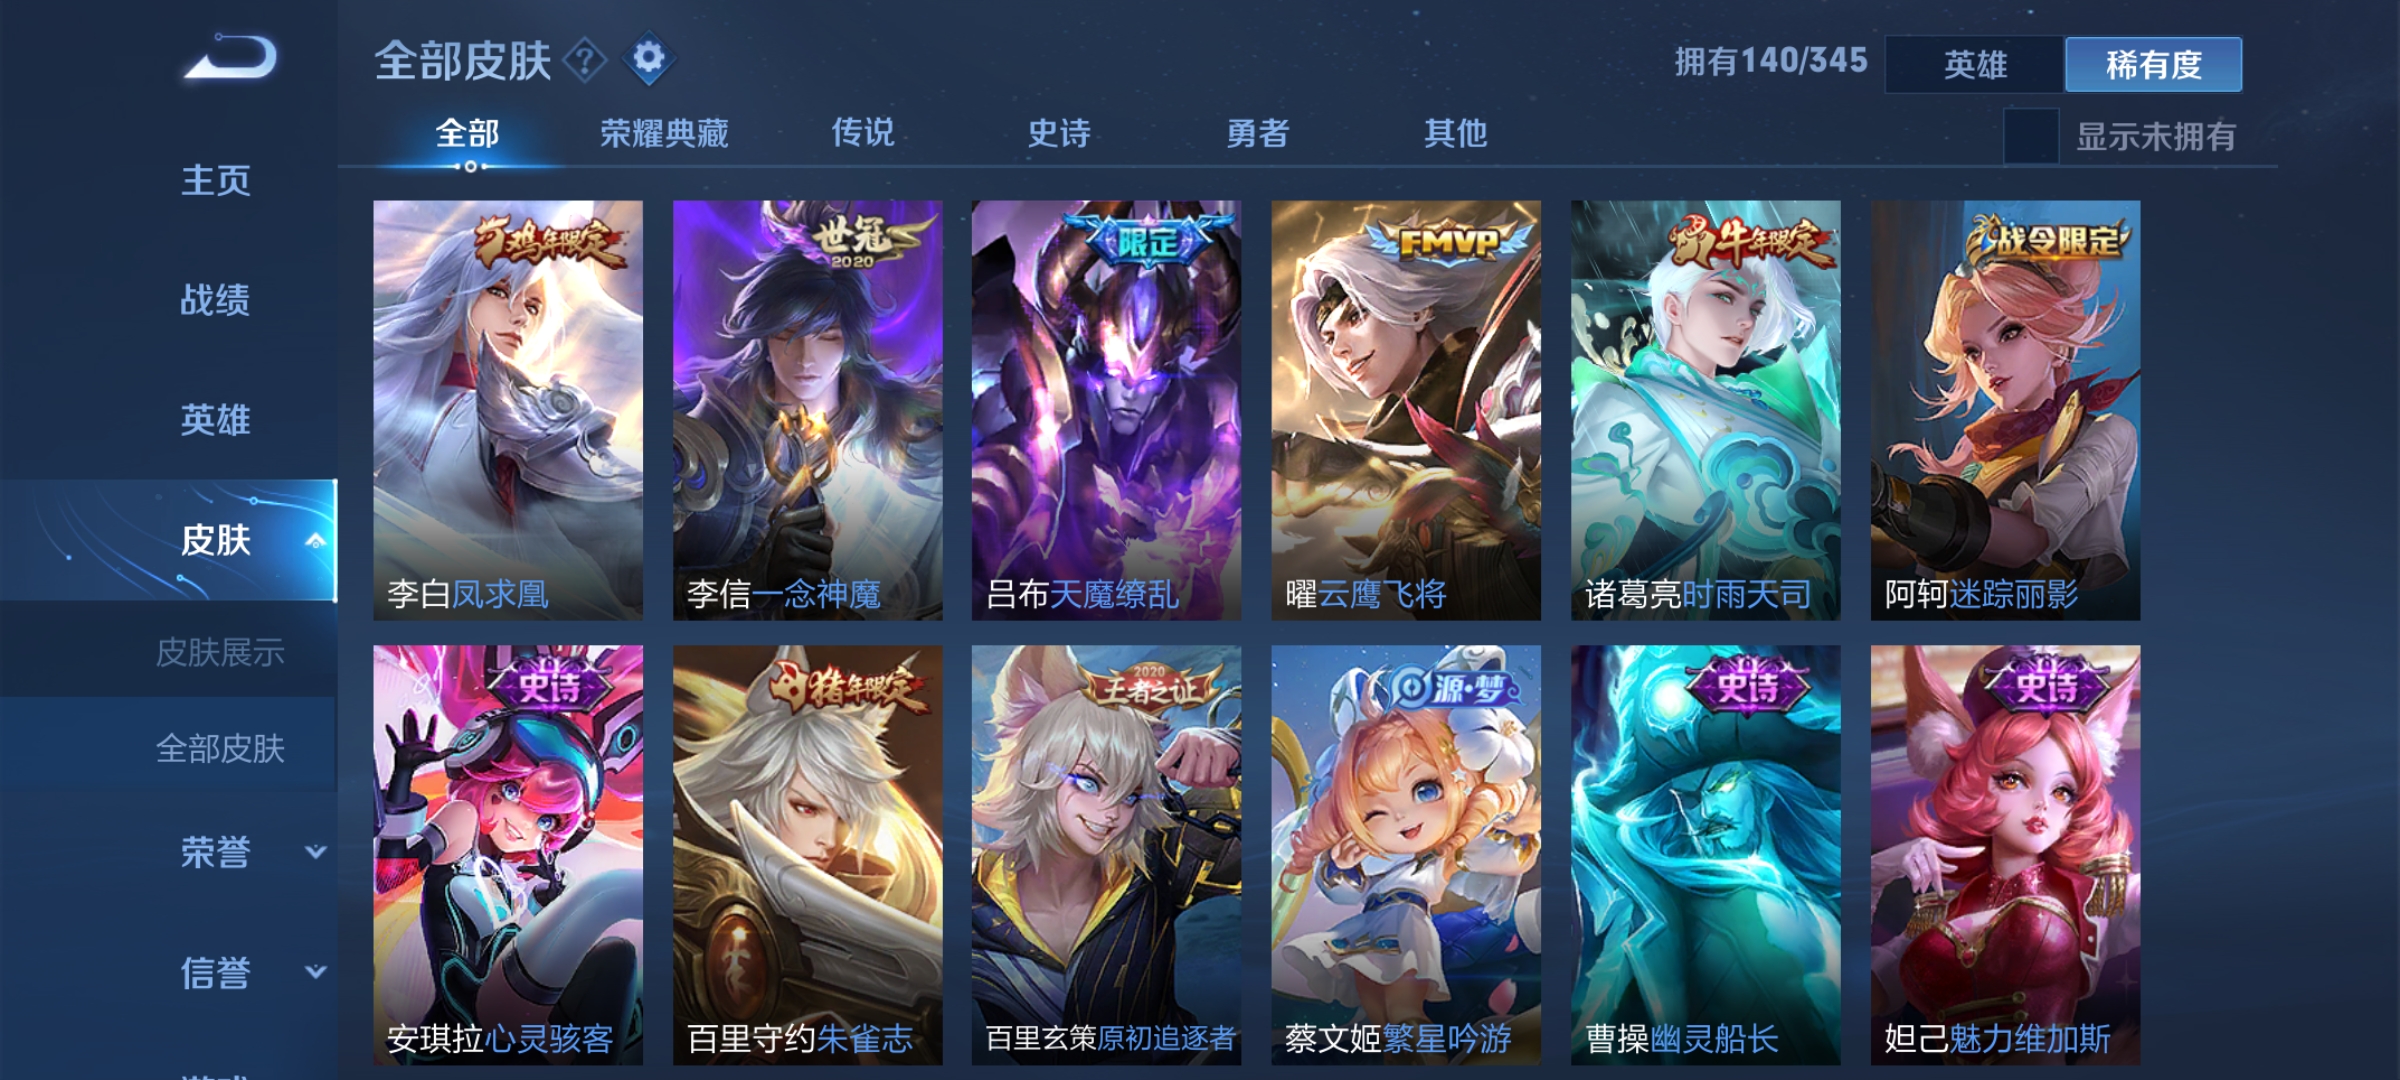 全部皮肤
拥有140/345
英雄
稀有度
全部
荣耀典藏
传说
史诗
勇者
其他
显示未拥有
主页
战绩
英雄
皮肤
皮肤展示
全部皮肤
荣誉
信誉
鸡年限定
李白凤求凰
世冠
2020
李信一念神魔
限定
吕布天魔缭乱
FMVP
曜云鹰飞将
牛年限定
诸葛亮时雨天司
战令限定
阿轲迷踪丽影
史诗
安琪拉心灵骇客
猪年限定
百里守约朱雀志
2020
王者之证
百里玄策原初追逐者
源·梦
蔡文姬繁星吟游
史诗
曹操幽灵船长
史诗
妲己魅力维加斯